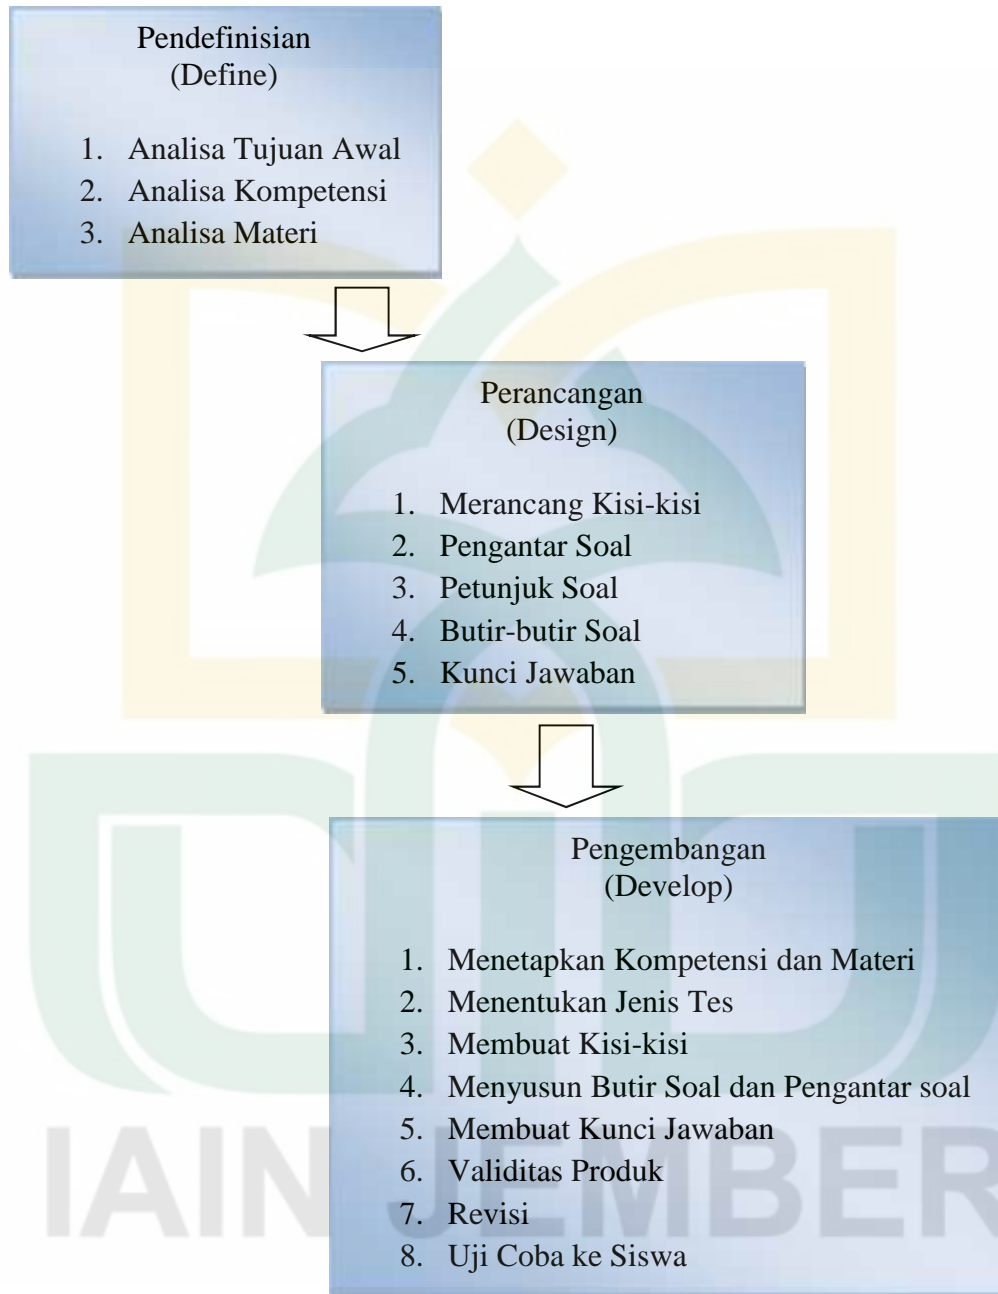 Pendefinisian
(Define)
1. Analisa Tujuan Awal
2. Analisa Kompetensi
3. Analisa Materi
Perancangan
(Design)
1. Merancang Kisi-kisi
2. Pengantar Soal
3. Petunjuk Soal
4. Butir-butir Soal
5. Kunci Jawaban
Pengembangan
(Develop)
1. Menetapkan Kompetensi dan Materi
2. Menentukan Jenis Tes
3. Membuat Kisi-kisi
4. Menyusun Butir Soal dan Pengantar soal
5. Membuat Kunci Jawaban
6. Validitas Produk
7. Revisi
8. Uji Coba ke Siswa
IAIN JEMBER